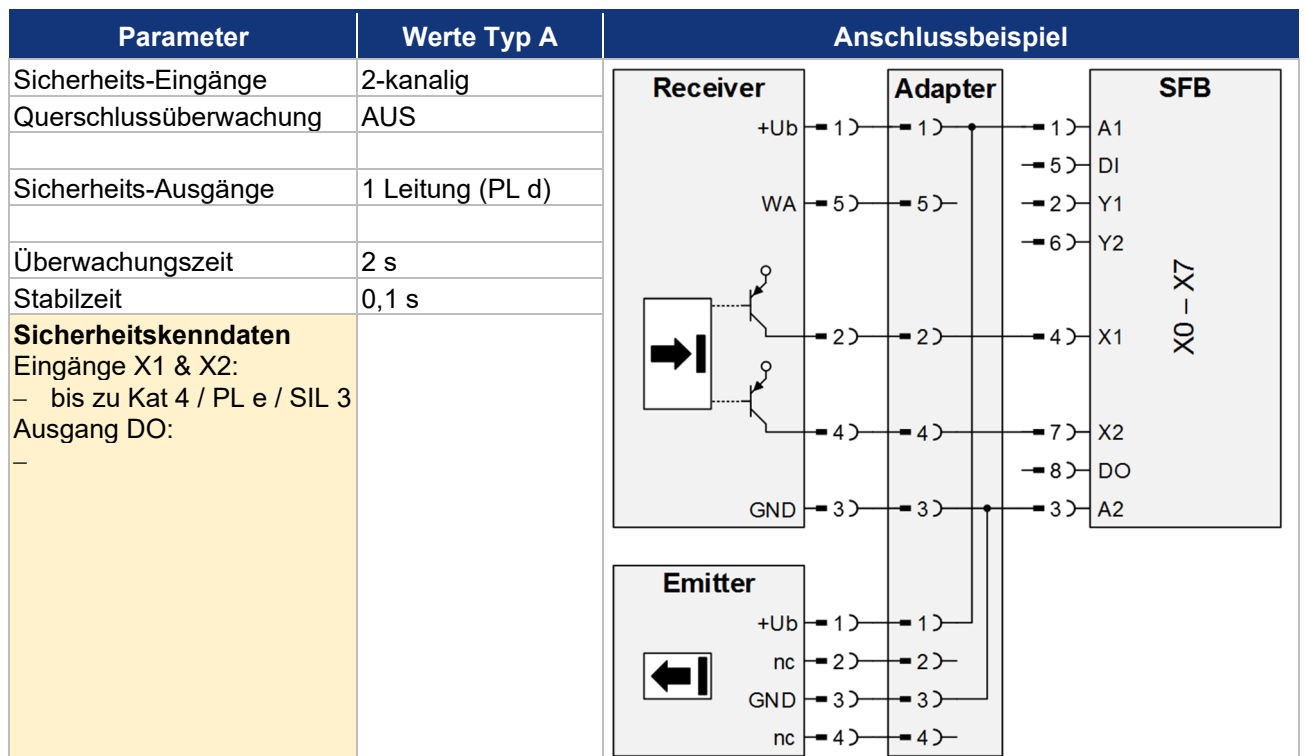 Parameter Werte Typ A Anschlussbeispiel
Sicherheits-Eingänge 2-kanalig
Querschlussüberwachung AUS
Sicherheits-Ausgänge 1 Leitung (PL d)
Überwachungszeit 2 s
Stabilzeit 0,1 s
Sicherheitskenndaten
Eingänge X1 & X2:
– bis zu Kat 4 / PL e / SIL 3
Ausgang DO:
–
Receiver Adapter SFB
+Ub 1 1 1 A1
5 DI
WA 5 5 2 Y1
6 Y2
X0 – X7
2 2 4 X1
4 4 7 X2
8 DO
GND 3 3 3 A2
Emitter
+Ub 1 1
nc 2 2
GND 3 3
nc 4 4